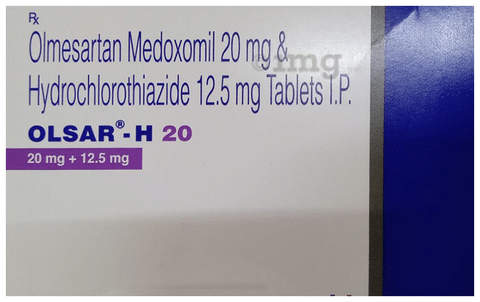 Rx
Olmesartan Medoxomil 20 mg &
Hydrochlorothiazide 12.5 mg Tablets I.P.
OLSAR®-H 20
20 mg + 12.5 mg